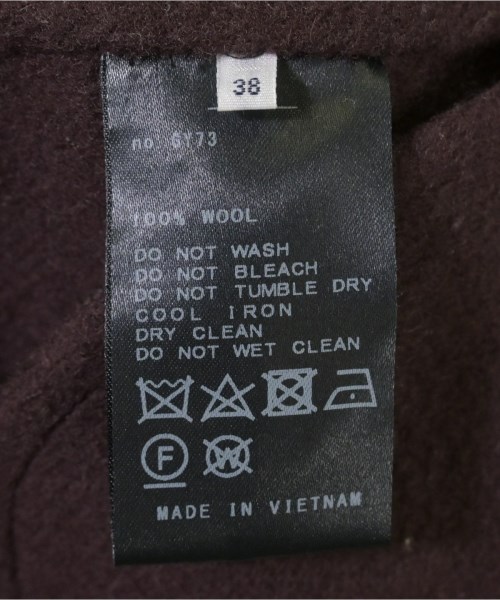 38
no GY73
100% WOOL
DO NOT WASH
DO NOT BLEACH
DO NOT TUMBLE DRY
COOL IRON
DRY CLEAN
DO NOT WET CLEAN
F W
MADE IN VIETNAM